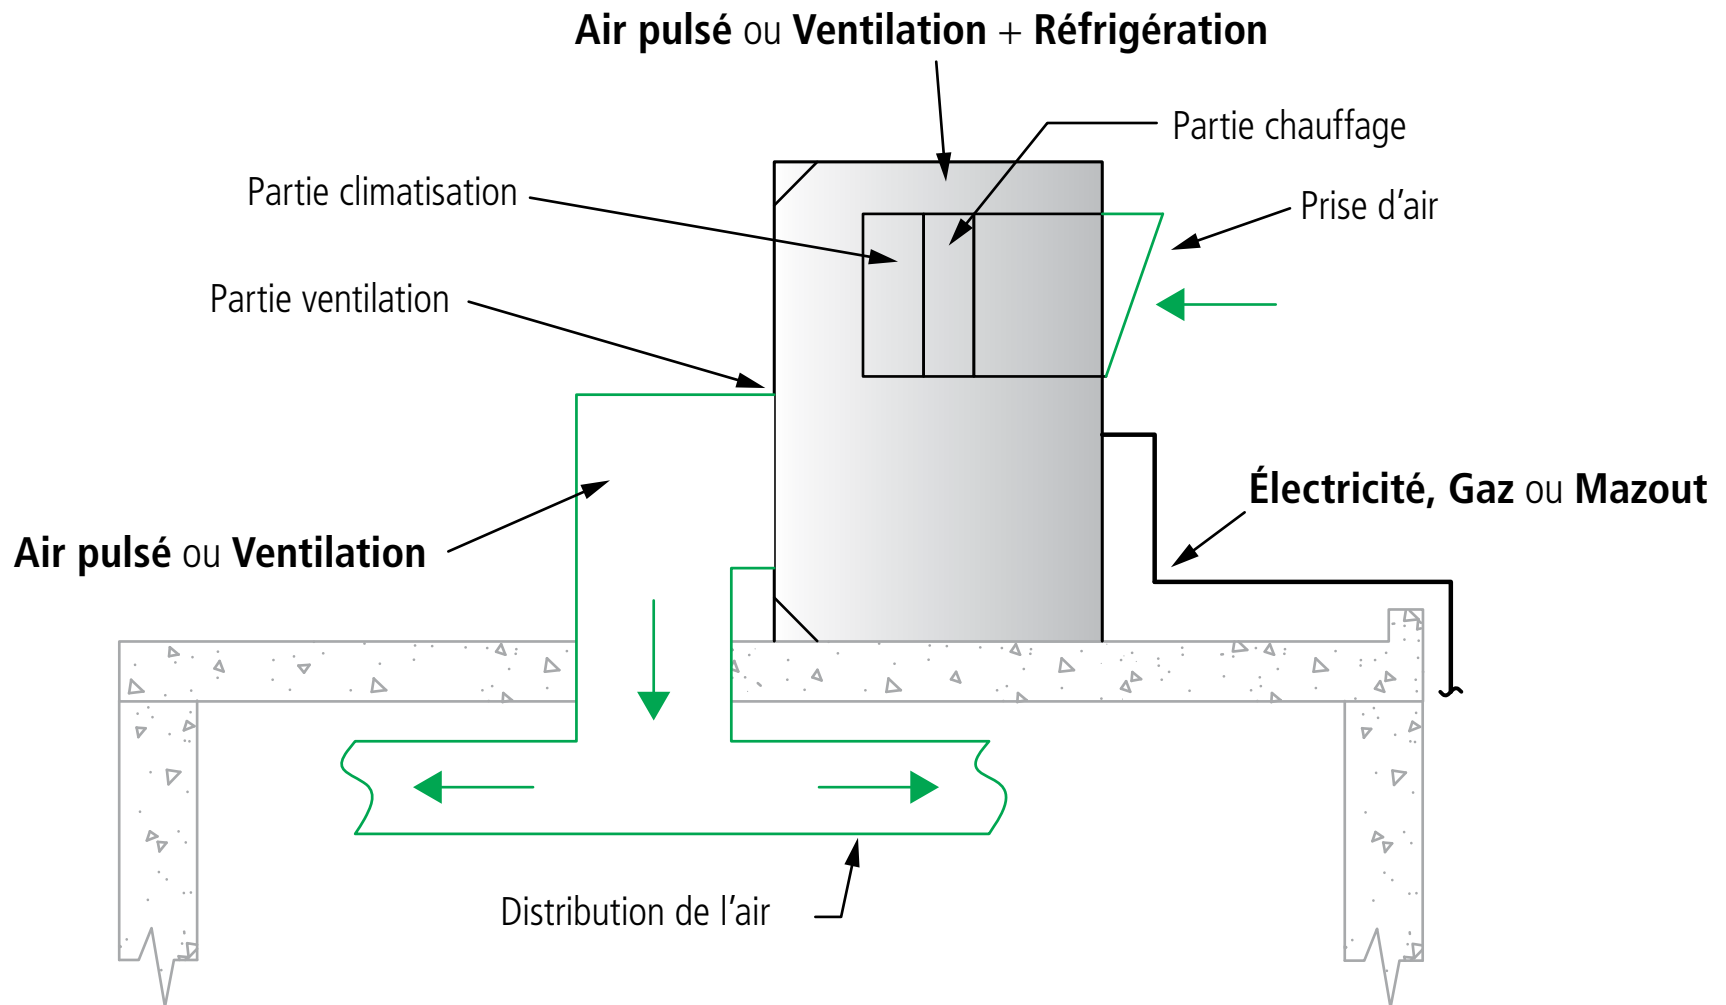 Air pulsé ou Ventilation + Réfrigération
Partie chauffage
Partie climatisation
Prise d’air
Partie ventilation
Électricité, Gaz ou Mazout
Air pulsé ou Ventilation
Distribution de l’air